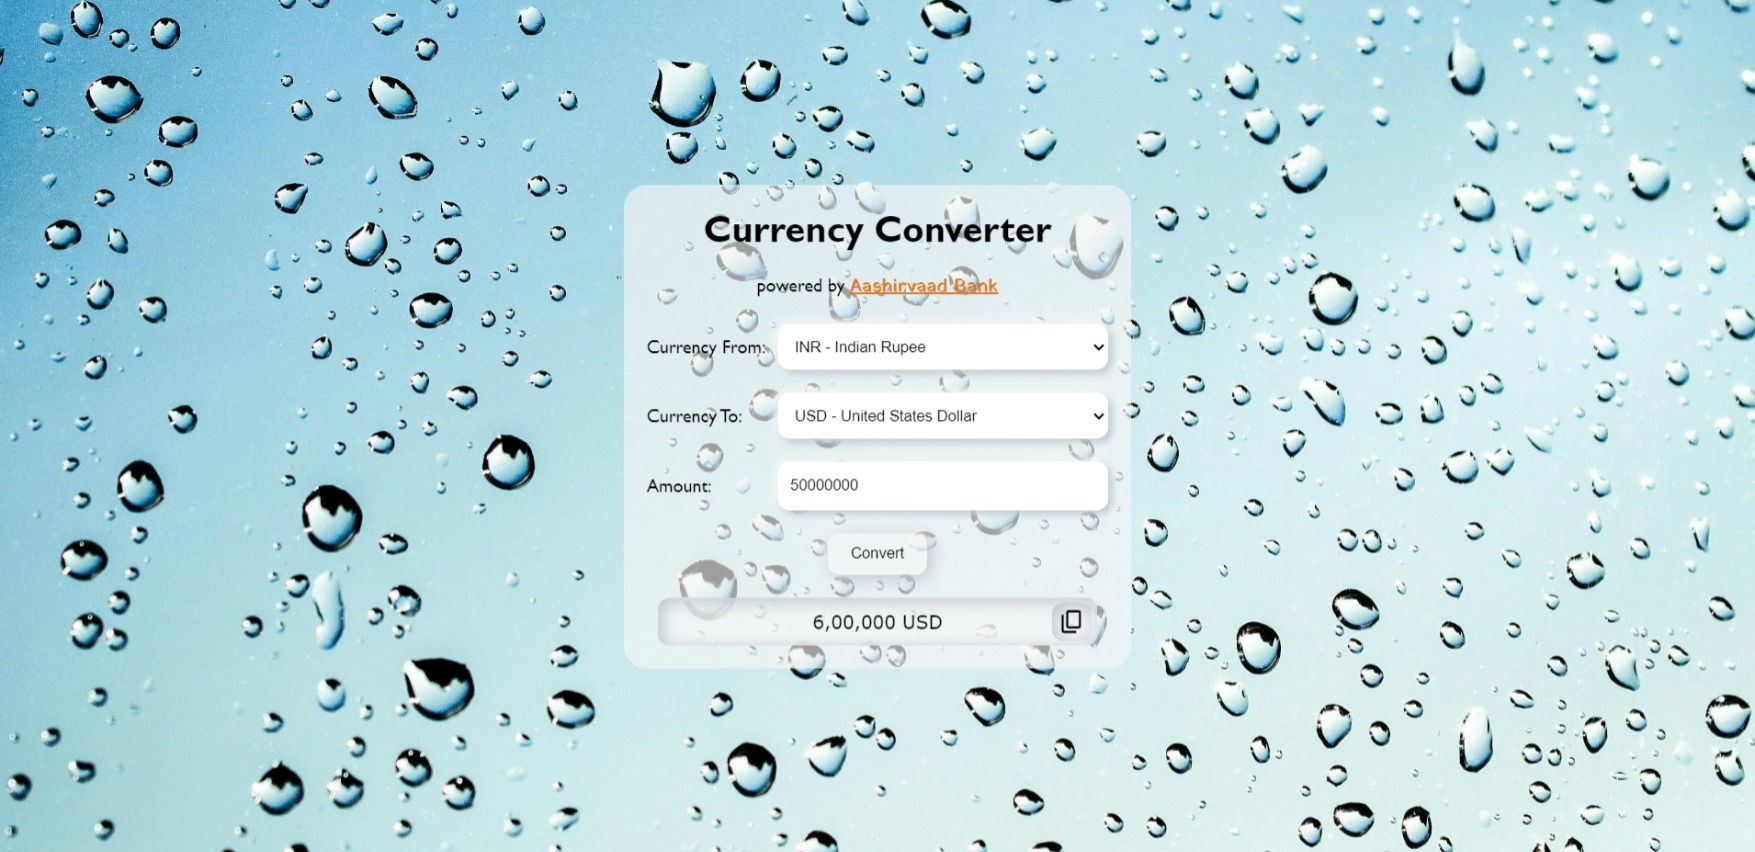 Currency Converter
powered by Aashirvaad Bank
Currency From: INR - Indian Rupee
Currency To: USD - United States Dollar
Amount: 50000000
Convert
6,00,000 USD